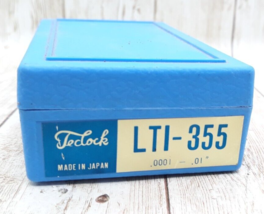 Teclock
LTI-355
MADE IN JAPAN
.0001 - .01"